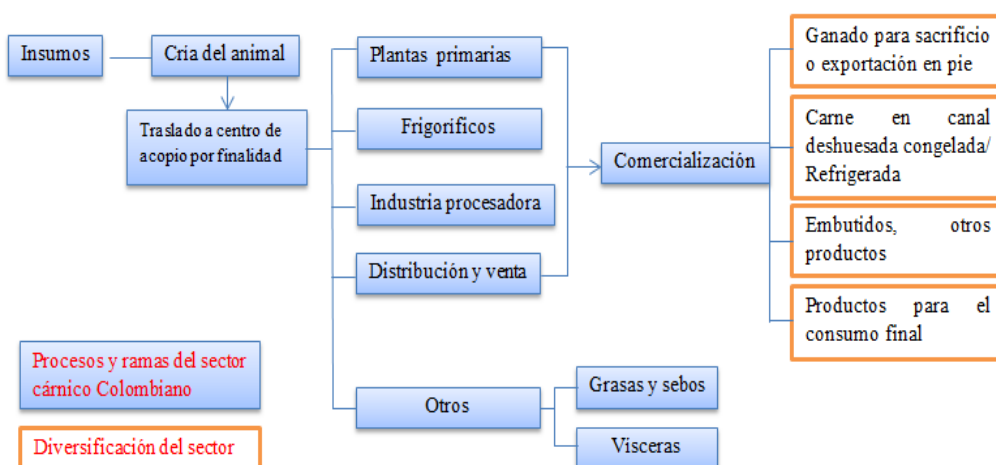 Insumos
Cria del animal
Traslado a centro de
acopio por finalidad
Plantas primarias
Frigorificos
Industria procesadora
Distribución y venta
Otros
Grasas y sebos
Visceras
Comercialización
Ganado para sacrificio
o exportación en pie
Carne en canal
deshuesada congelada/
Refrigerada
Embutidos, otros
productos
Productos para el
consumo final
Procesos y ramas del sector
cárnico Colombiano
Diversificación del sector